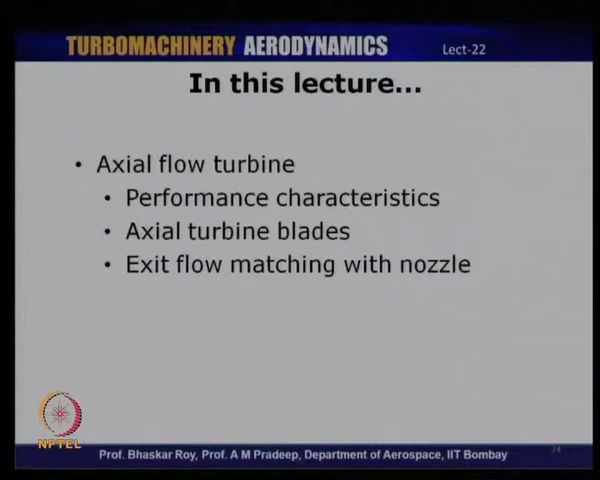 TURBOMACHINERY AERODYNAMICS Lect-22
In this lecture...
• Axial flow turbine
• Performance characteristics
• Axial turbine blades
• Exit flow matching with nozzle
NPTEL
Prof. Bhaskar Roy, Prof. A M Pradeep, Department of Aerospace, IIT Bombay